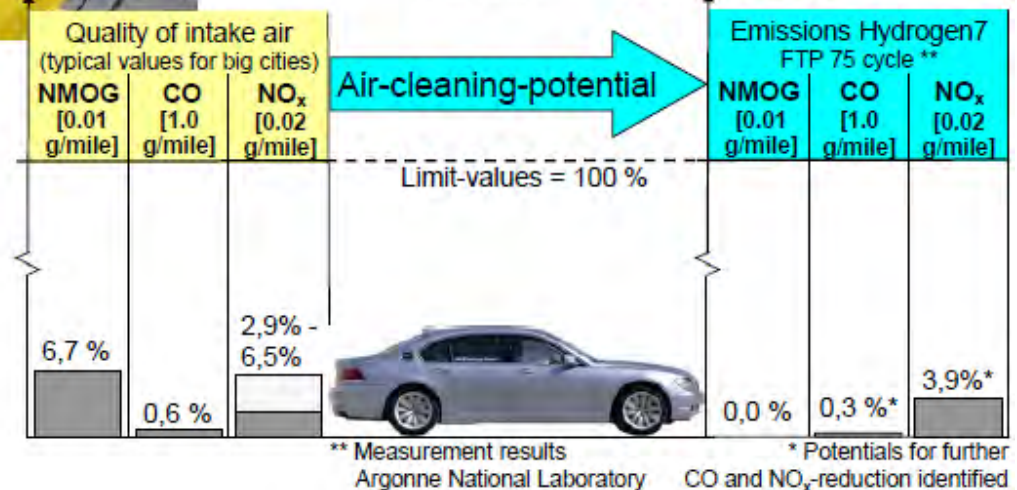 Quality of intake air
(typical values for big cities)
NMOG
[0.01
g/mile]
CO
[1.0
g/mile]
NOx
[0.02
g/mile]
Air-cleaning-potential
Emissions Hydrogen7
FTP 75 cycle **
NMOG
[0.01
g/mile]
CO
[1.0
g/mile]
NOx
[0.02
g/mile]
Limit-values = 100 %
6,7 %
0,6 %
2,9% -
6,5%
0,0 %
0,3 %*
3,9%*
** Measurement results
Argonne National Laboratory
* Potentials for further
CO and NOx-reduction identified